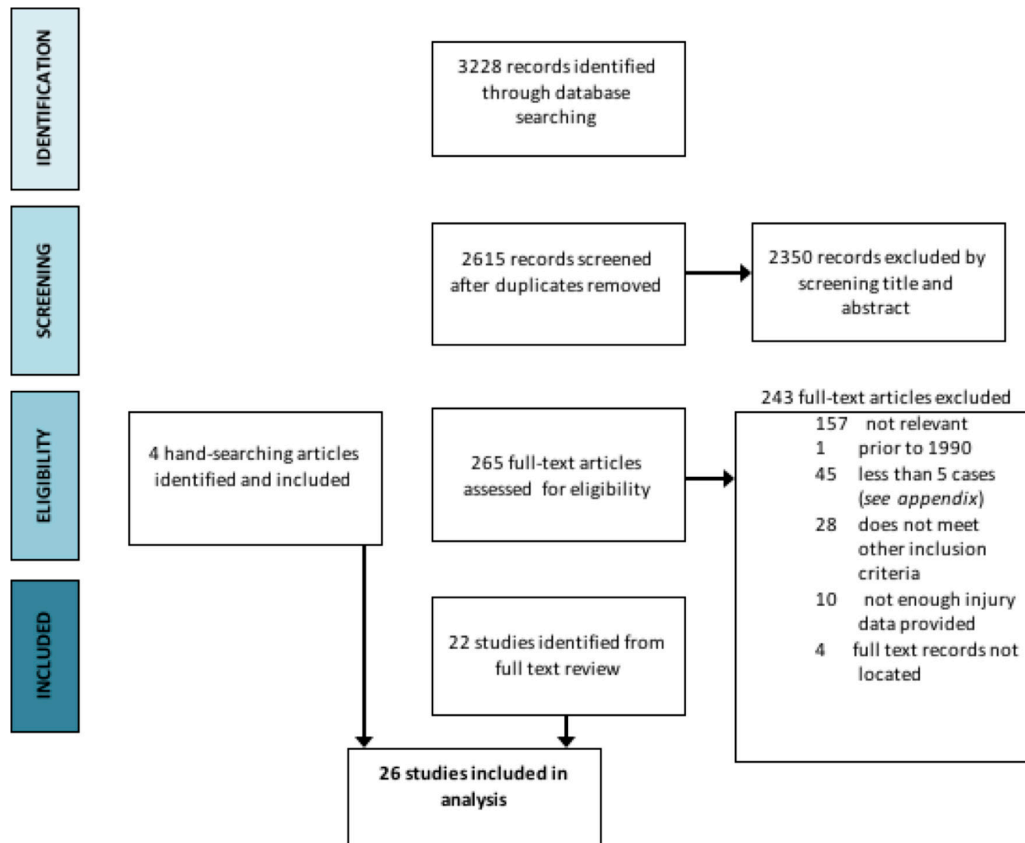 IDENTIFICATION
3228 records identified
through database
searching
SCREENING
2615 records screened
after duplicates removed
2350 records excluded by
screening title and
abstract
ELIGIBILITY
4 hand-searching articles
identified and included
265 full-text articles
assessed for eligibility
243 full-text articles excluded
157 not relevant
1 prior to 1990
45 less than 5 cases
(see appendix)
28 does not meet
other inclusion
criteria
10 not enough injury
data provided
4 full text records not
located
INCLUDED
22 studies identified from
full text review
26 studies included in
analysis